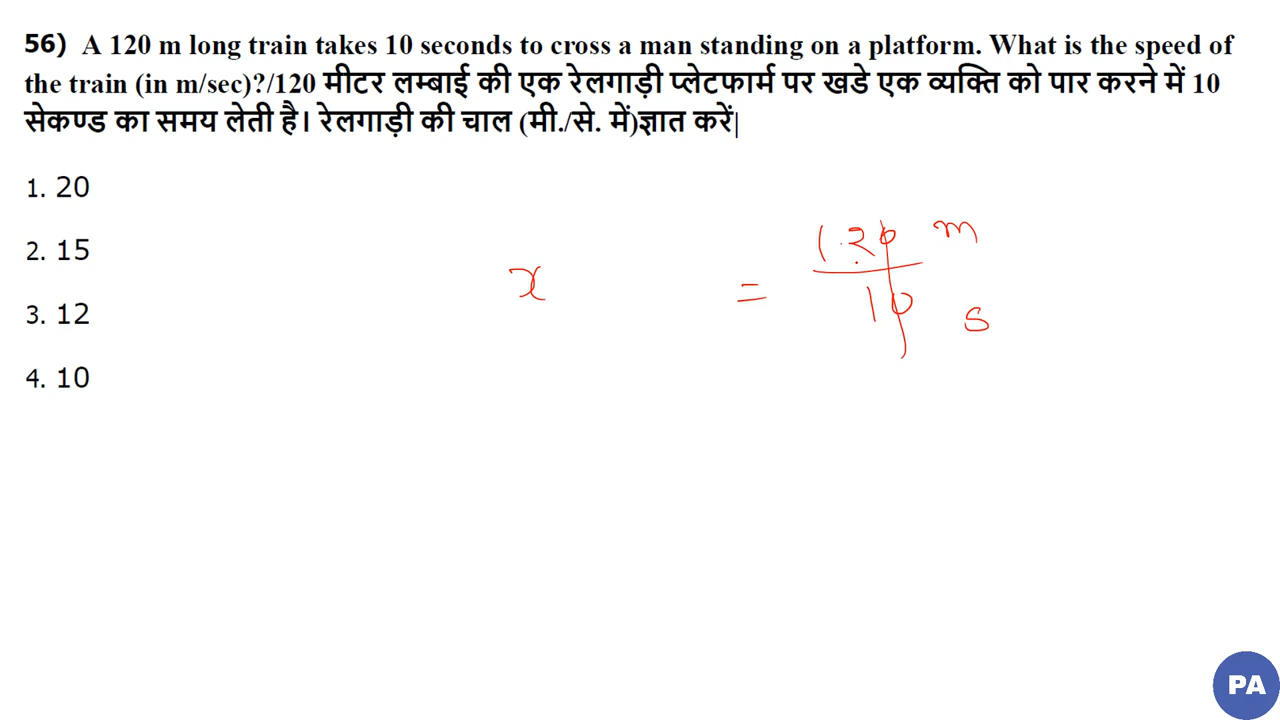 56) A 120 m long train takes 10 seconds to cross a man standing on a platform. What is the speed of
the train (in m/sec)?/120 मीटर लम्बाई की एक रेलगाड़ी प्लेटफार्म पर खडे एक व्यक्ति को पार करने में 10
सेकण्ड का समय लेती है। रेलगाड़ी की चाल (मी./से. में)ज्ञात करें|
1. 20
2. 15
3. 12
4. 10
x = 120 m
10 s
PA